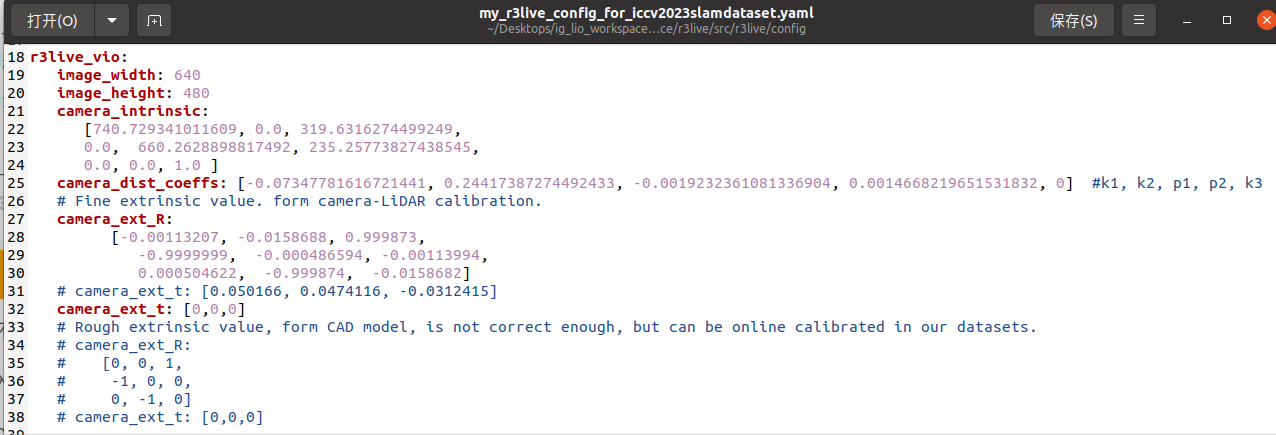 打开(O)
my_r3live_config_for_iccv2023slamdataset.yaml
~/Desktops/ig_lio_workspace…ce/r3live/src/r3live/config
保存(S)
18 r3live_vio:
19 image_width: 640
20 image_height: 480
21 camera_intrinsic:
22 [740.729341011609, 0.0, 319.6316274499249,
23 0.0, 660.2628898817492, 235.25773827438545,
24 0.0, 0.0, 1.0 ]
25 camera_dist_coeffs: [-0.07347781616721441, 0.24417387274492433, -0.0019232361081336904, 0.0014668219651531832, 0] #k1, k2, p1, p2, k3
26 # Fine extrinsic value. form camera-LiDAR calibration.
27 camera_ext_R:
28 [-0.00113207, -0.0158688, 0.999873,
29 -0.9999999, -0.000486594, -0.00113994,
30 0.000504622, -0.999874, -0.0158682]
31 # camera_ext_t: [0.050166, 0.0474116, -0.0312415]
32 camera_ext_t: [0,0,0]
33 # Rough extrinsic value, form CAD model, is not correct enough, but can be online calibrated in our datasets.
34 # camera_ext_R:
35 # [0, 0, 1,
36 # -1, 0, 0,
37 # 0, -1, 0]
38 # camera_ext_t: [0,0,0]